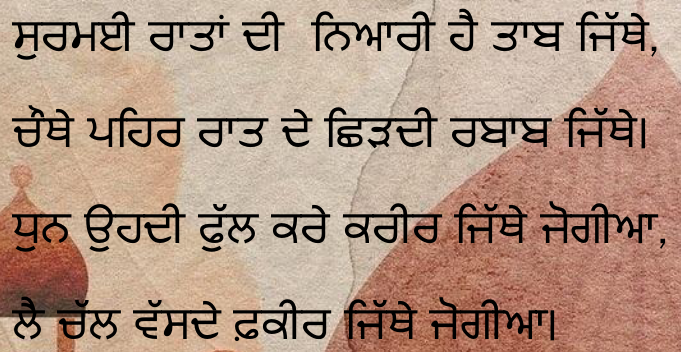 ਸੁਰਮਈ ਰਾਤਾਂ ਦੀ  ਨਿਆਰੀ ਹੈ ਤਾਬ ਜਿੱਥੇ,
ਚੌਥੇ ਪਹਿਰ ਰਾਤ ਦੇ ਛਿੜਦੀ ਰਬਾਬ ਜਿੱਥੇ।
ਧੁਨ ਉਹਦੀ ਫੁੱਲ ਕਰੇ ਕਰੀਰ ਜਿੱਥੇ ਜੋਗੀਆ,
ਲੈ ਚੱਲ ਵੱਸਦੇ ਫ਼ਕੀਰ ਜਿੱਥੇ ਜੋਗੀਆ।